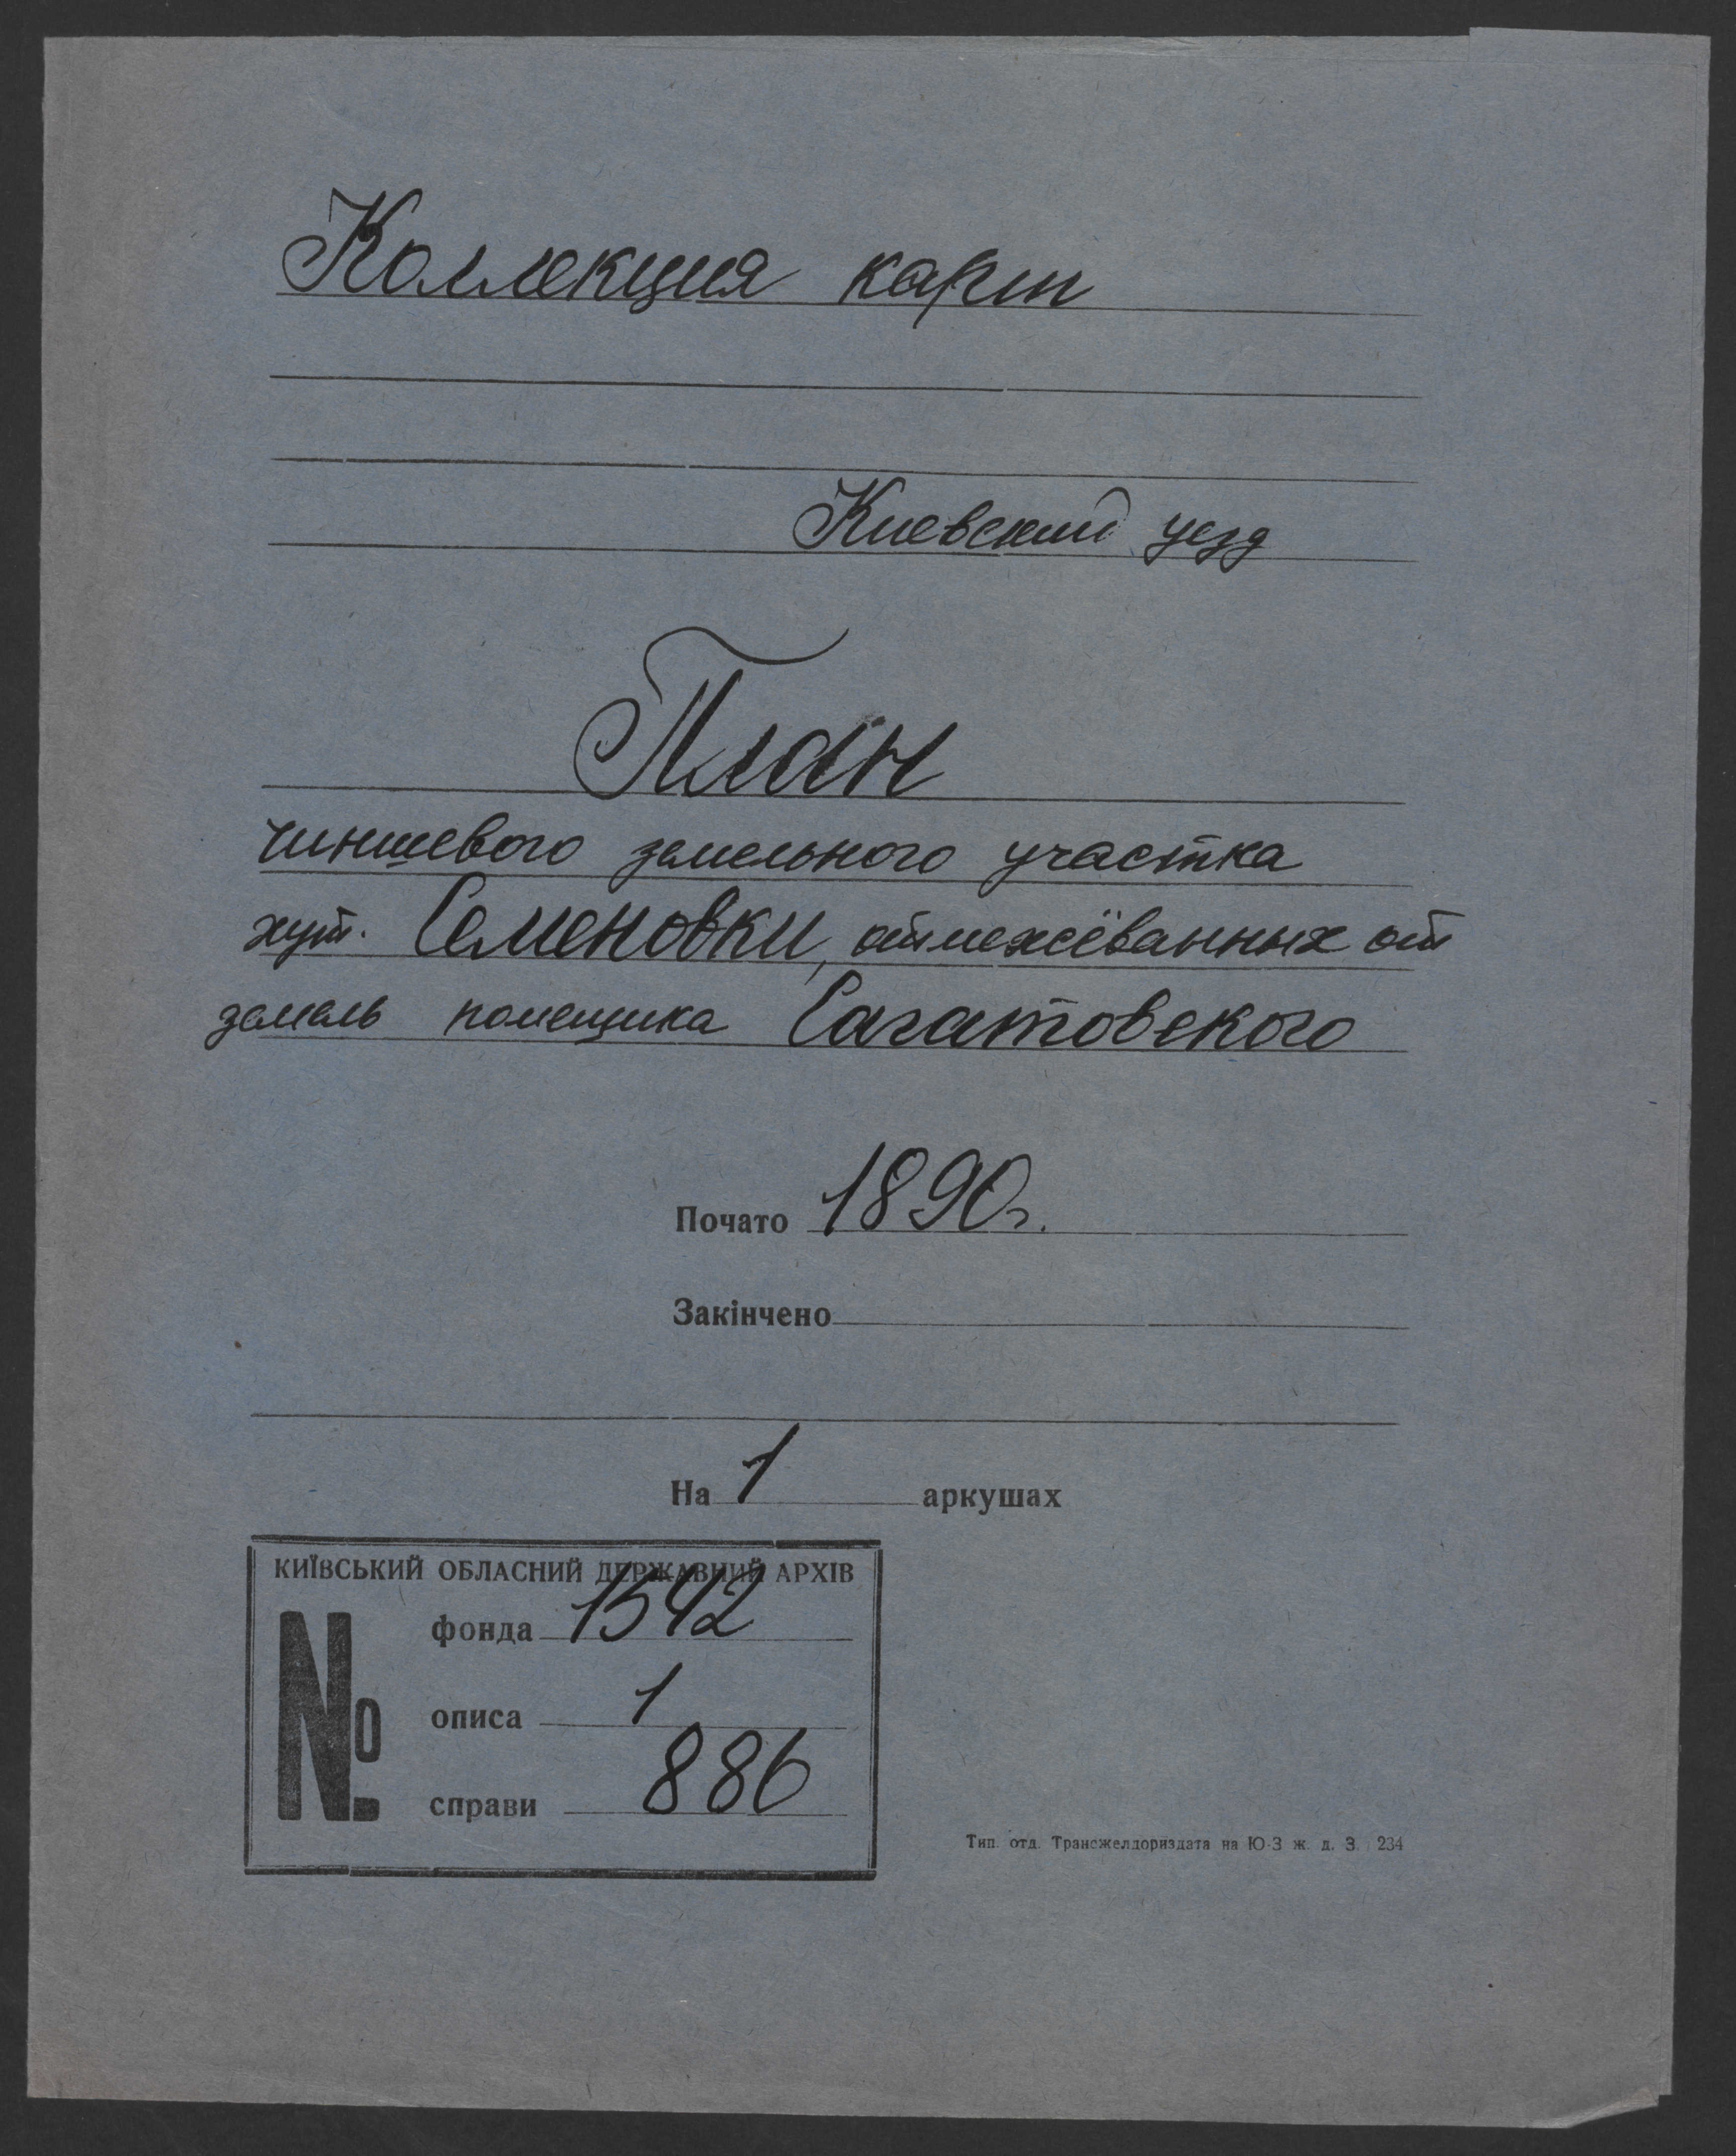 Коллекция карт
Киевский уезд
План
чиншевого земельного участка
хут. Семеновки, отмежёванных от
земель помещика Сагатовского
Почато 1890г.
Закінчено
На 1 аркушах
КИЇВСЬКИЙ ОБЛАСНИЙ ДЕРЖАВНИЙ АРХІВ
№ фонда 1542
описа 1
справи 886
Тип. отд. Трансжелдориздата на Ю-З ж. д. З. 234